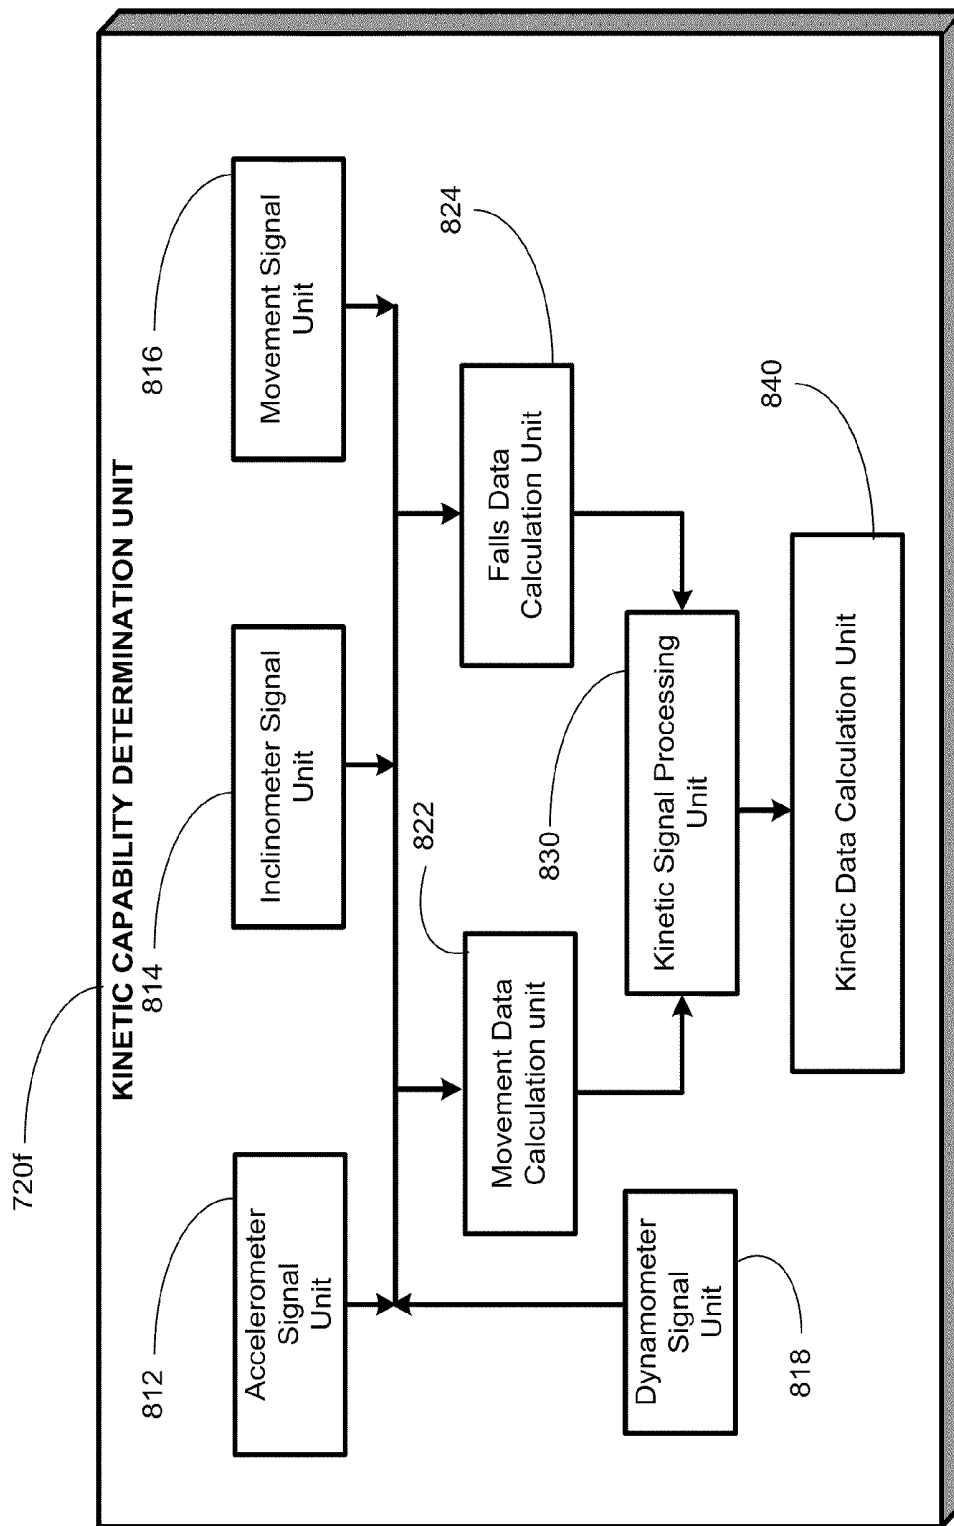 720f
KINETIC CAPABILITY DETERMINATION UNIT
812
814
816
Accelerometer
Signal
Unit
Inclinometer Signal
Unit
Movement Signal
Unit
822
824
Movement Data
Calculation unit
Falls Data
Calculation Unit
830
Dynamometer
Signal
Unit
Kinetic Signal Processing
Unit
818
840
Kinetic Data Calculation Unit